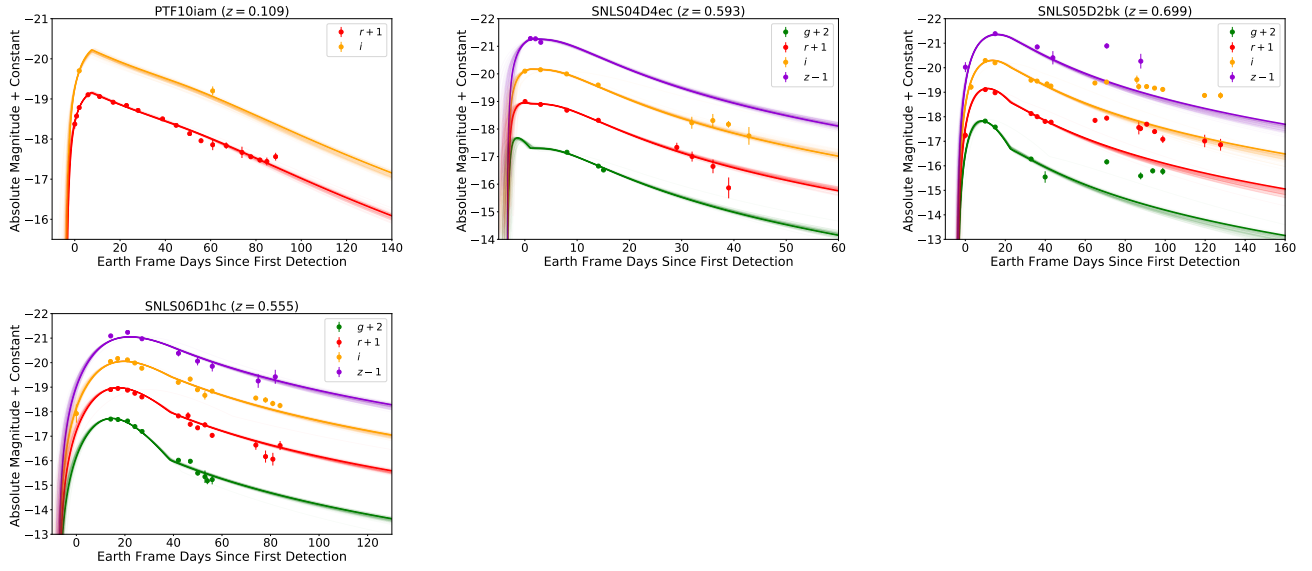 PTF10iam (z = 0.109)
Absolute Magnitude + Constant
−21
−20
−19
−18
−17
−16
r + 1
i
0 20 40 60 80 100 120 140
Earth Frame Days Since First Detection
SNLS04D4ec (z = 0.593)
Absolute Magnitude + Constant
−22
−21
−20
−19
−18
−17
−16
−15
−14
g + 2
r + 1
i
z − 1
0 10 20 30 40 50 60
Earth Frame Days Since First Detection
SNLS05D2bk (z = 0.699)
Absolute Magnitude + Constant
−22
−21
−20
−19
−18
−17
−16
−15
−14
−13
g + 2
r + 1
i
z − 1
0 20 40 60 80 100 120 140 160
Earth Frame Days Since First Detection
SNLS06D1hc (z = 0.555)
Absolute Magnitude + Constant
−22
−21
−20
−19
−18
−17
−16
−15
−14
−13
g + 2
r + 1
i
z − 1
0 20 40 60 80 100 120
Earth Frame Days Since First Detection